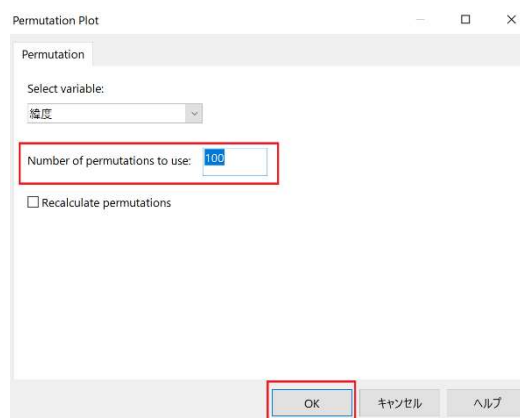 Permutation Plot
Permutation
Select variable:
緯度
Number of permutations to use: 100
Recalculate permutations
OK キャンセル ヘルプ